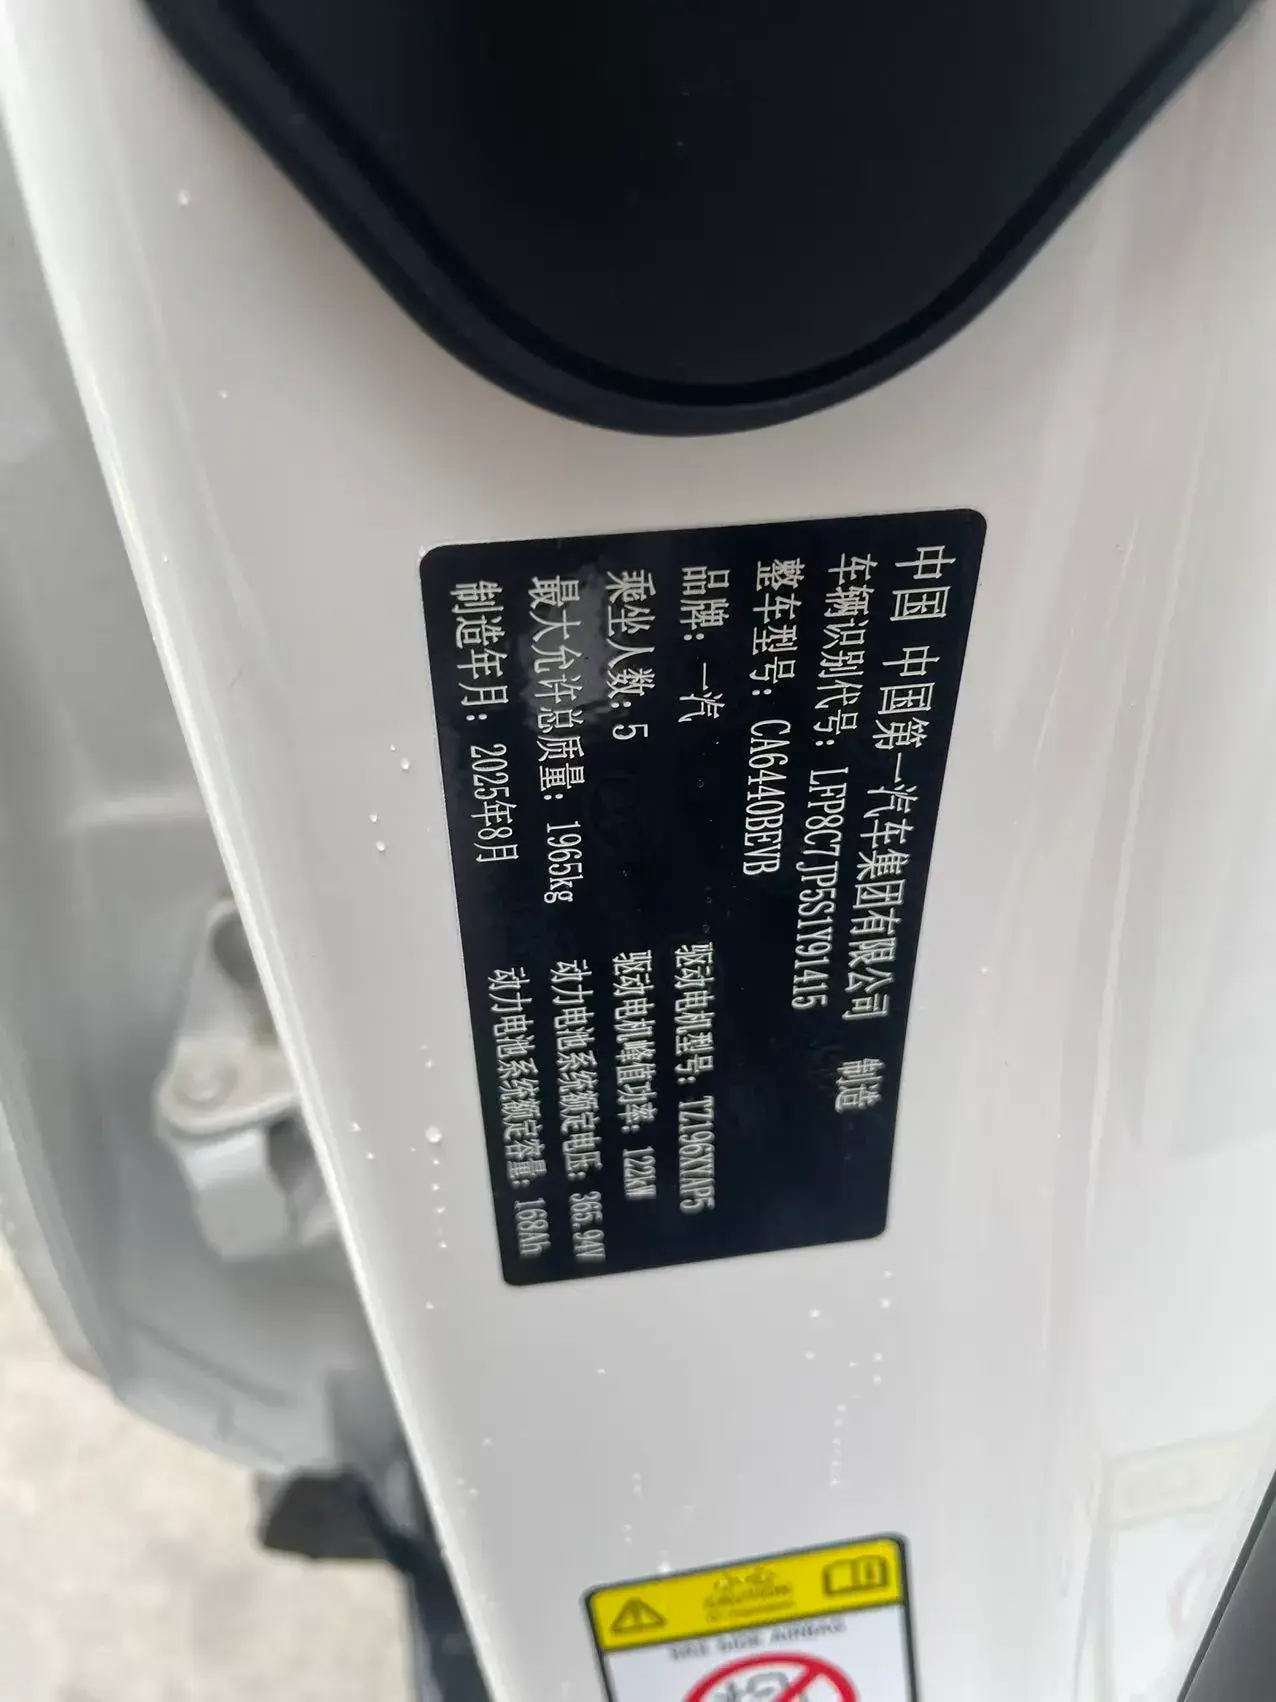 中国 中国第一汽车集团有限公司 制造
车辆识别代号: LFP8C7JP5S1Y91415
整车型号: CA6440BEVB
品牌: 一汽
驱动电机型号: TZ196XYAP5
乘坐人数: 5
驱动电机峰值功率: 122kW
最大允许总质量: 1965kg
动力电池系统额定电压: 365.94V
制造年月: 2025年8月
动力电池系统额定容量: 168Ah